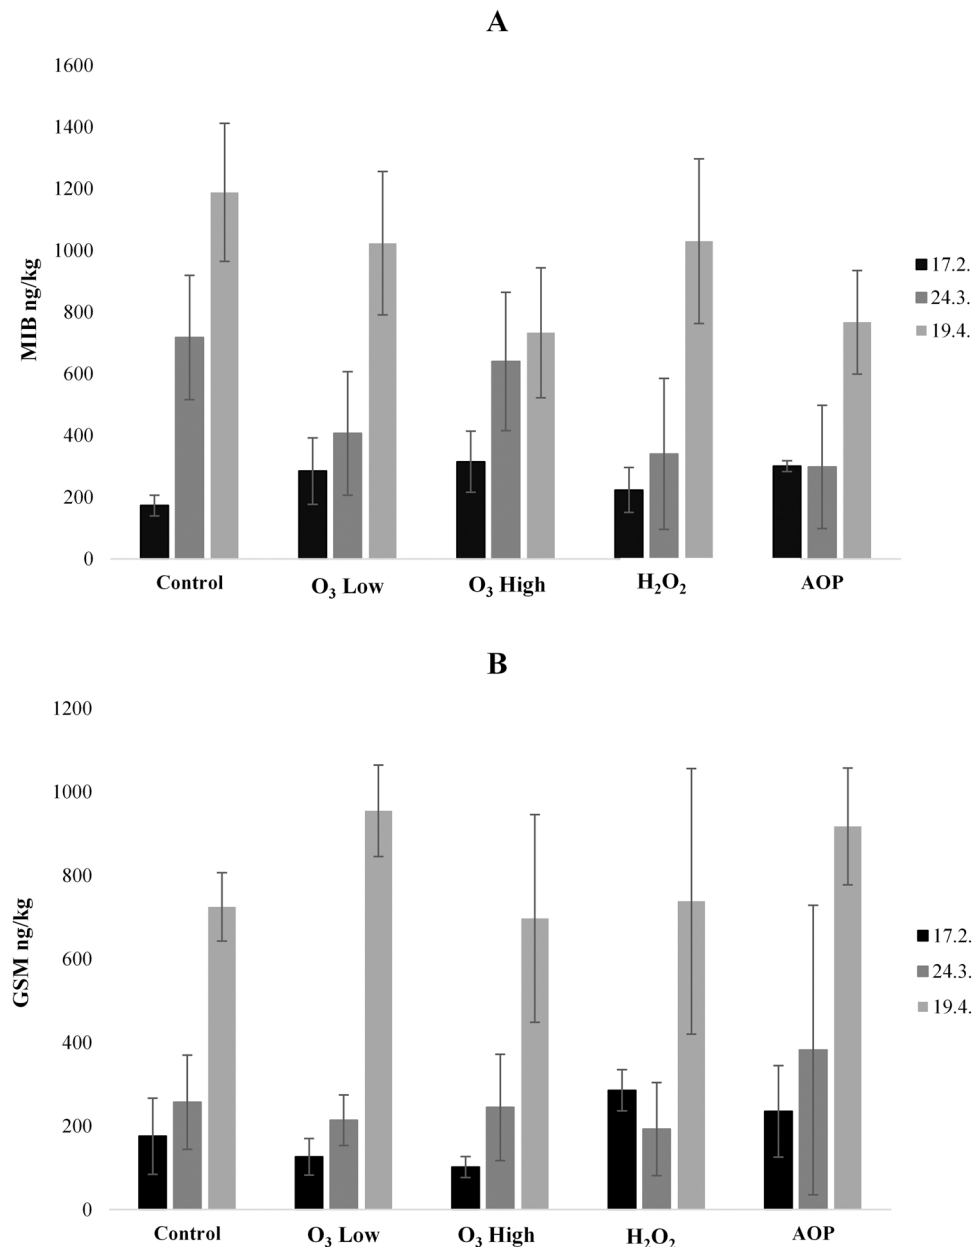 A
1600
1400
1200
1000
800
600
400
200
0
MIB ng/kg
Control
O₃ Low
O₃ High
H₂O₂
AOP
17.2.
24.3.
19.4.
B
1200
1000
800
600
400
200
0
GSM ng/kg
Control
O₃ Low
O₃ High
H₂O₂
AOP
17.2.
24.3.
19.4.